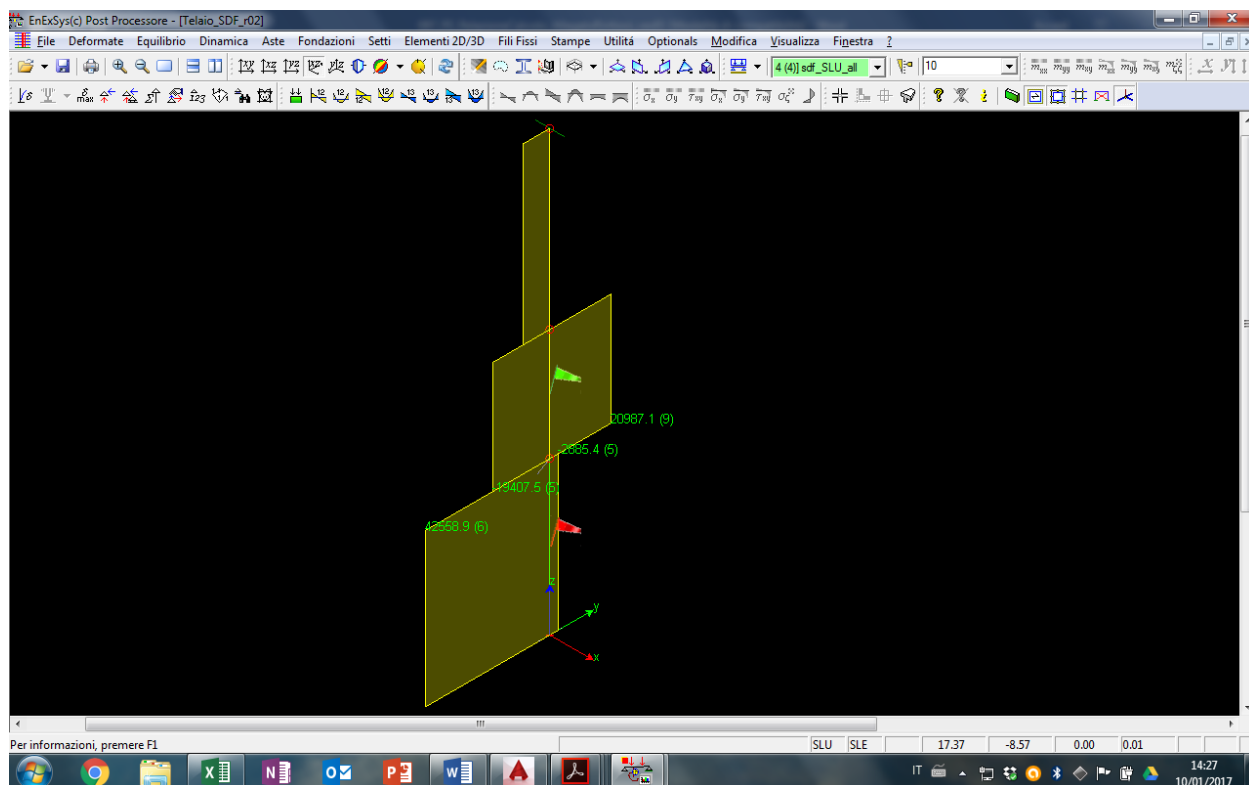 EnExSys(c) Post Processore - [Telaio_SDF_r02]
File Deformate Equilibrio Dinamica Aste Fondazioni Setti Elementi 2D/3D Fili Fissi Stampe Utilitá Optionals Modifica Visualizza Finestra ?
4 (4)] sdf_SLU_all 10
20987.1 (9)
-2885.4 (5)
-19407.5 (5)
42558.9 (6)
z
y
x
Per informazioni, premere F1 SLU SLE 17.37 -8.57 0.00 0.01
IT 14:27
10/01/2017